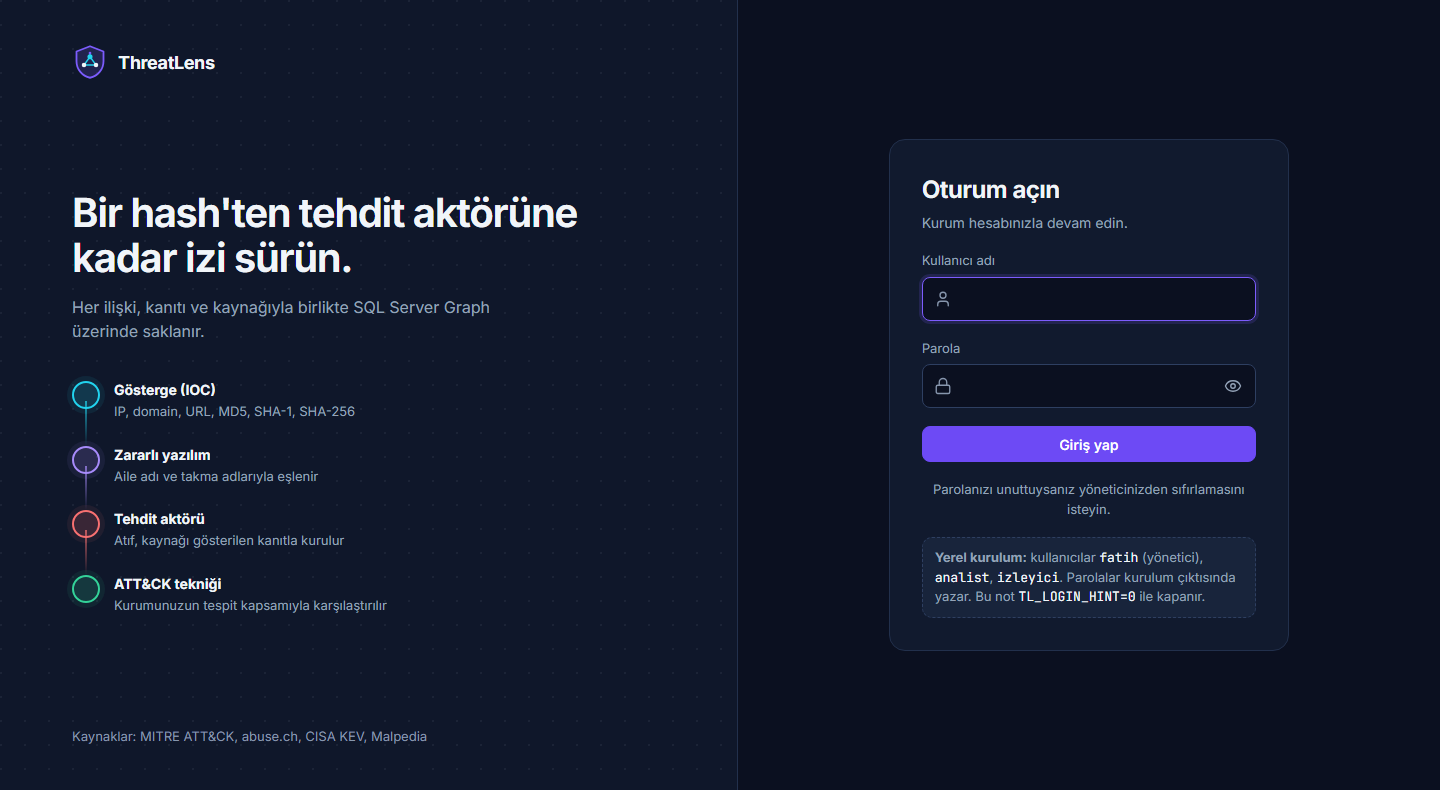 ThreatLens
Bir hash'ten tehdit aktörüne
kadar izi sürün.
Her ilişki, kanıtı ve kaynağıyla birlikte SQL Server Graph
üzerinde saklanır.
Gösterge (IOC)
IP, domain, URL, MD5, SHA-1, SHA-256
Zararlı yazılım
Aile adı ve takma adlarıyla eşlenir
Tehdit aktörü
Atıf, kaynağı gösterilen kanıtla kurulur
ATT&CK tekniği
Kurumunuzun tespit kapsamıyla karşılaştırılır
Kaynaklar: MITRE ATT&CK, abuse.ch, CISA KEV, Malpedia
Oturum açın
Kurum hesabınızla devam edin.
Kullanıcı adı
Parola
Giriş yap
Parolanızı unuttuysanız yöneticinizden sıfırlamasını
isteyin.
Yerel kurulum: kullanıcılar fatih (yönetici),
analist, izleyici. Parolalar kurulum çıktısında
yazar. Bu not TL_LOGIN_HINT=0 ile kapanır.